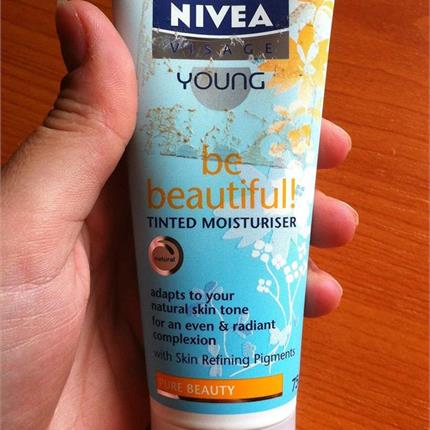 NIVEA
VISAGE
YOUNG
be
beautiful!
TINTED MOISTURISER
natural
adapts to your
natural skin tone
for an even & radiant
complexion
with Skin Refining Pigments
PURE BEAUTY